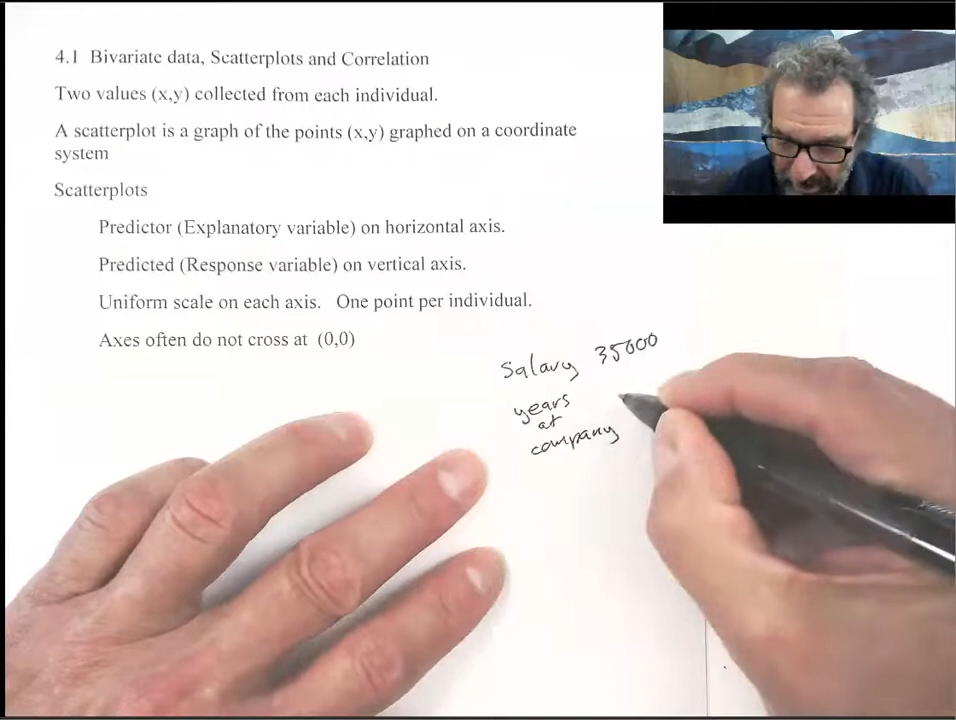 4.1 Bivariate data, Scatterplots and Correlation
Two values (x,y) collected from each individual.
A scatterplot is a graph of the points (x,y) graphed on a coordinate
system
Scatterplots
Predictor (Explanatory variable) on horizontal axis.
Predicted (Response variable) on vertical axis.
Uniform scale on each axis. One point per individual.
Axes often do not cross at (0,0)
Salary 35000
years
at
company